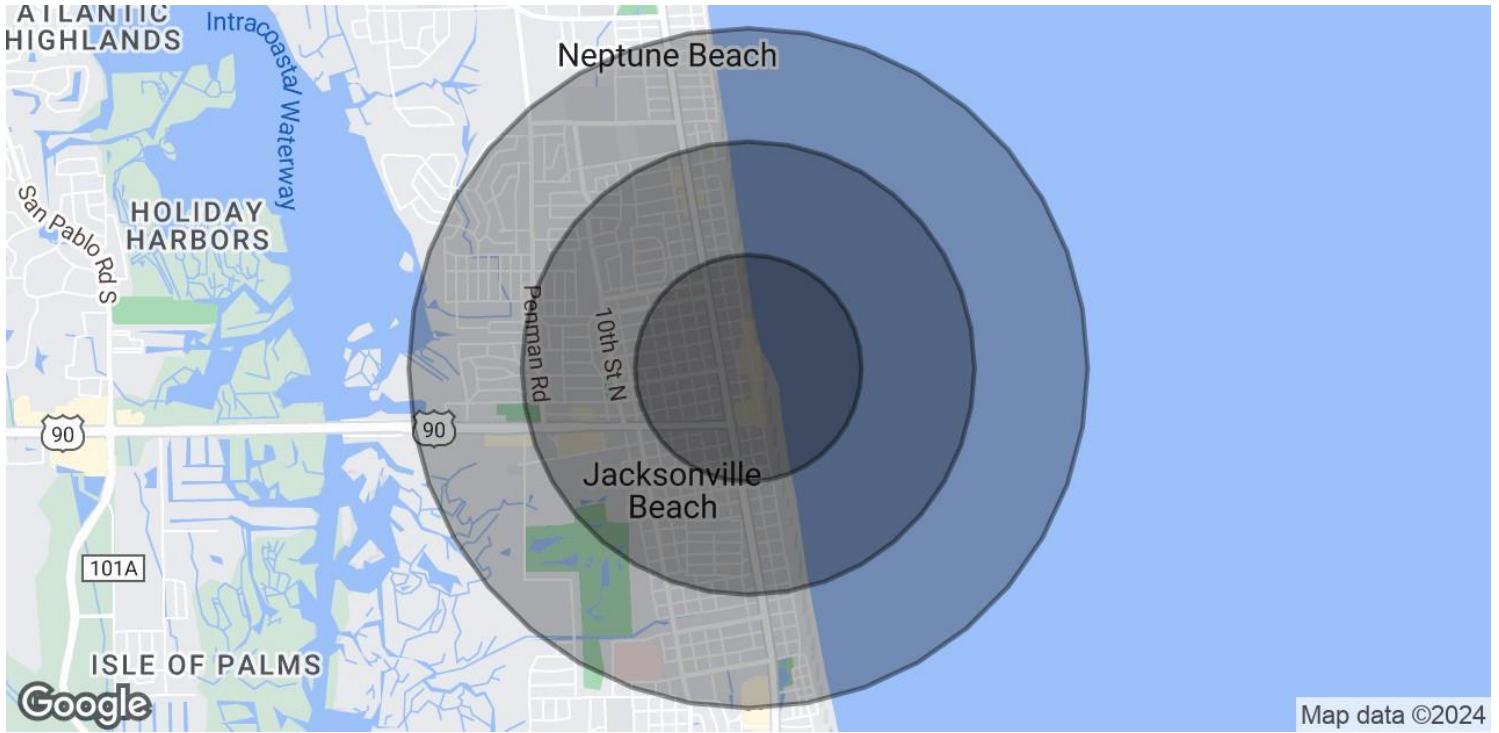 ATLANTIC
HIGHLANDS
Intracoastal Waterway
Neptune Beach
San Pablo Rd S
HOLIDAY
HARBORS
Penman Rd
10th St N
90
90
Jacksonville
Beach
101A
ISLE OF PALMS
Google
Map data ©2024